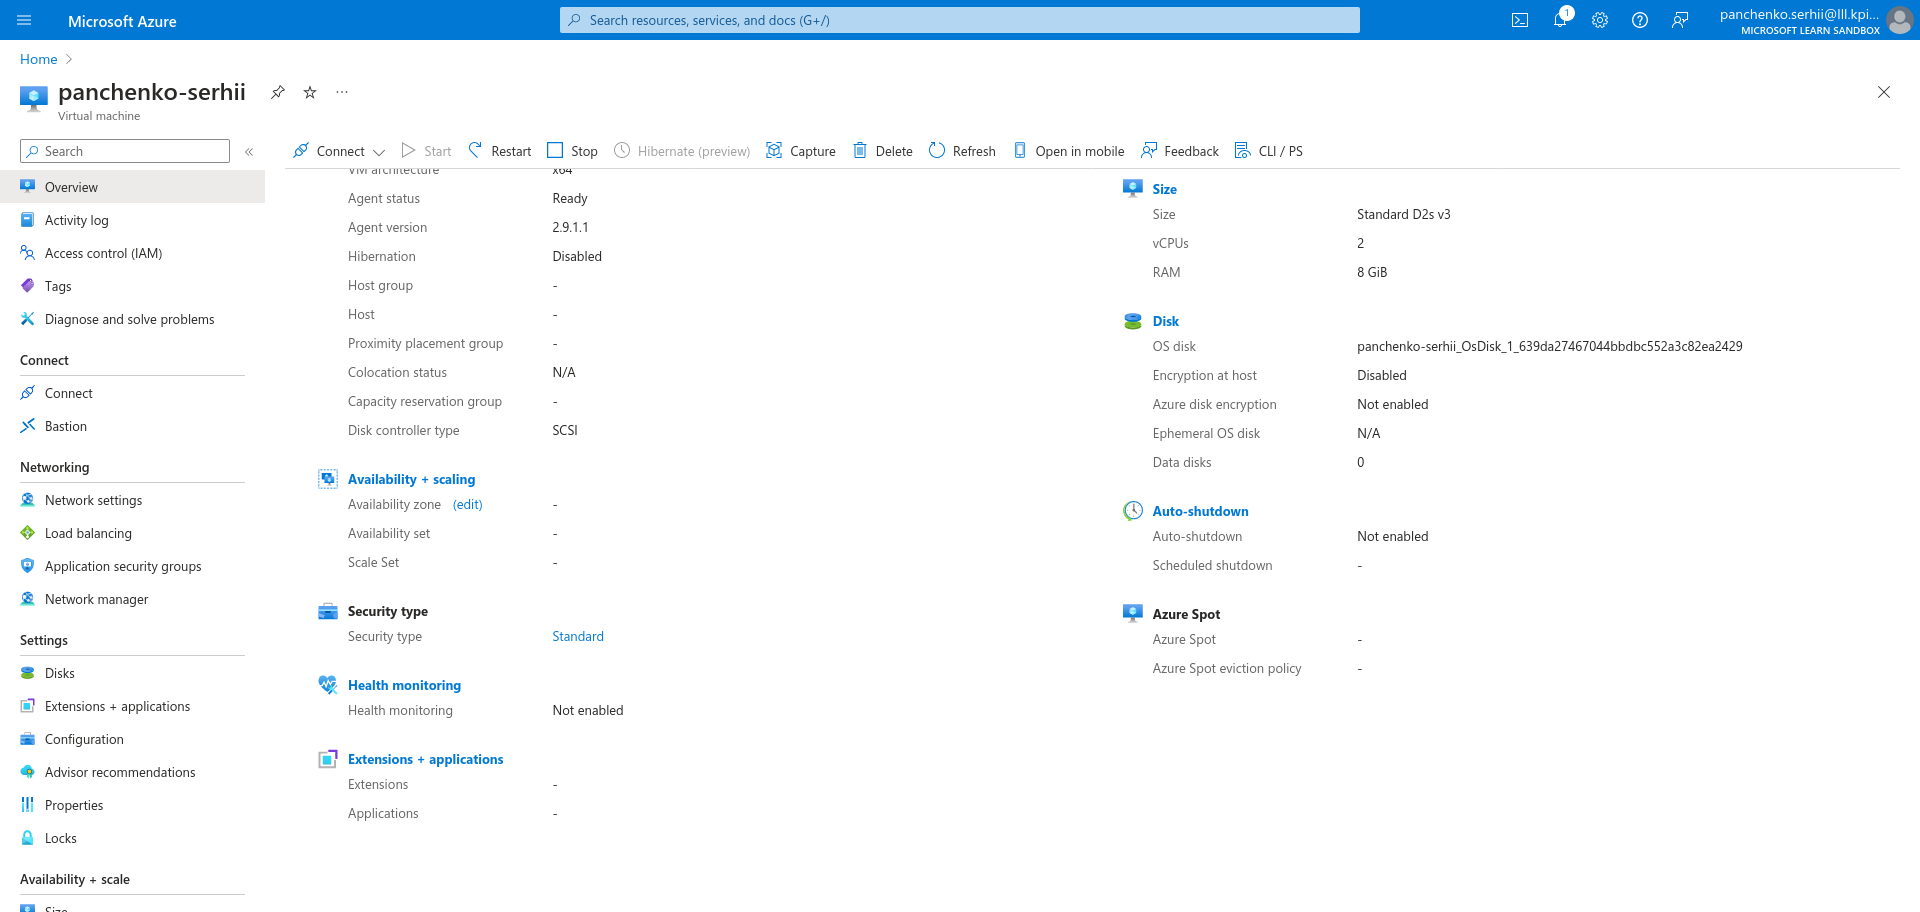 Microsoft Azure
Search resources, services, and docs (G+/)
1
panchenko.serhii@lll.kpi...
MICROSOFT LEARN SANDBOX
Home
panchenko-serhii
Virtual machine
Search
Connect
Start
Restart
Stop
Hibernate (preview)
Capture
Delete
Refresh
Open in mobile
Feedback
CLI / PS
Overview
Activity log
Access control (IAM)
Tags
Diagnose and solve problems
Connect
Connect
Bastion
Networking
Network settings
Load balancing
Application security groups
Network manager
Settings
Disks
Extensions + applications
Configuration
Advisor recommendations
Properties
Locks
Availability + scale
Size
VM architecture x64
Agent status Ready
Agent version 2.9.1.1
Hibernation Disabled
Host group -
Host -
Proximity placement group -
Colocation status N/A
Capacity reservation group -
Disk controller type SCSI
Availability + scaling
Availability zone (edit) -
Availability set -
Scale Set -
Security type
Security type Standard
Health monitoring
Health monitoring Not enabled
Extensions + applications
Extensions -
Applications -
Size
Size Standard D2s v3
vCPUs 2
RAM 8 GiB
Disk
OS disk panchenko-serhii_OsDisk_1_639da27467044bbdbc552a3c82ea2429
Encryption at host Disabled
Azure disk encryption Not enabled
Ephemeral OS disk N/A
Data disks 0
Auto-shutdown
Auto-shutdown Not enabled
Scheduled shutdown -
Azure Spot
Azure Spot -
Azure Spot eviction policy -